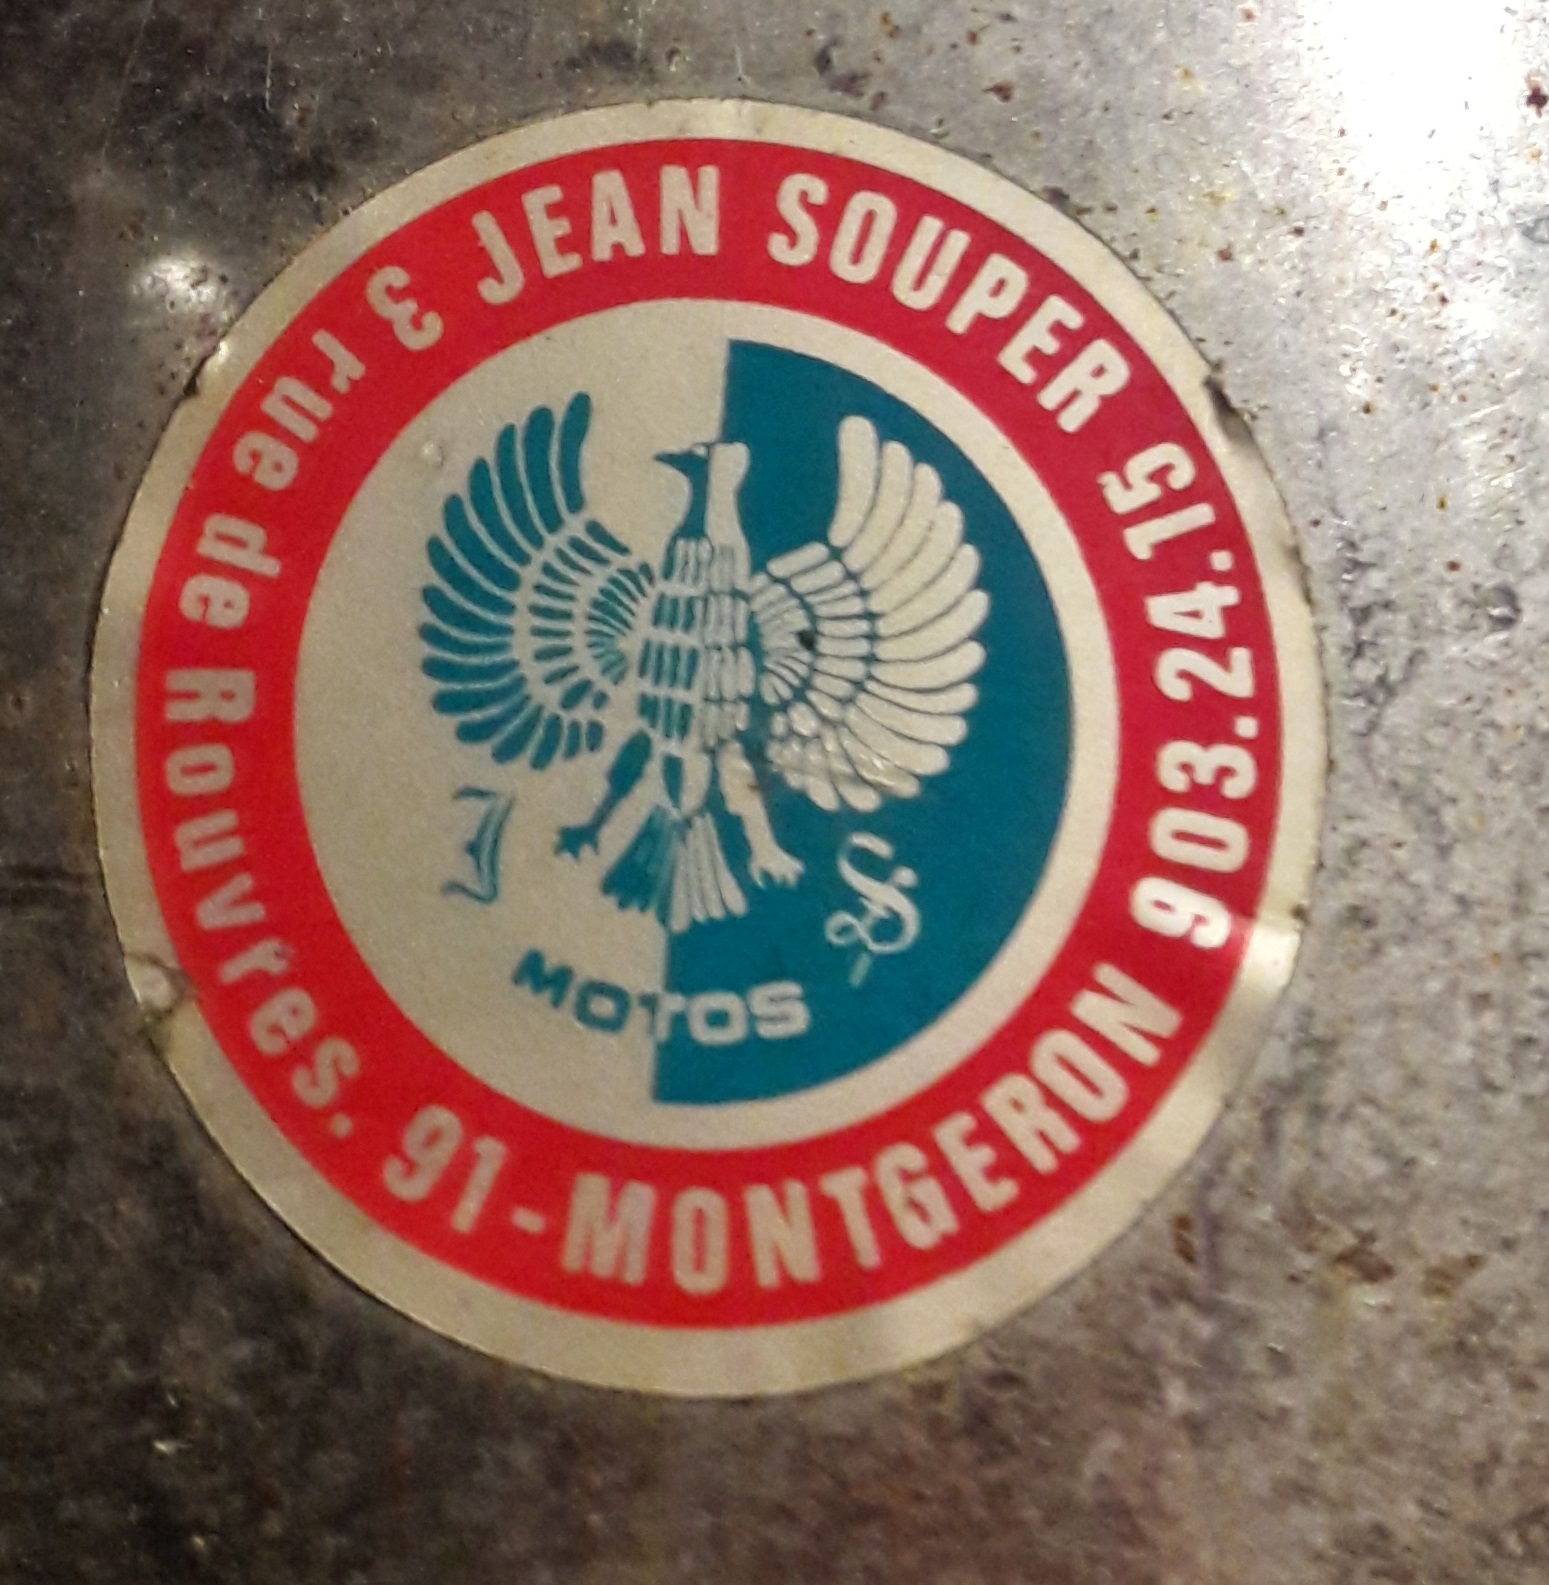 JEAN SOUPER
3 rue de Rouvres.
91-MONTGERON 903.24.15
J S
MOTOS